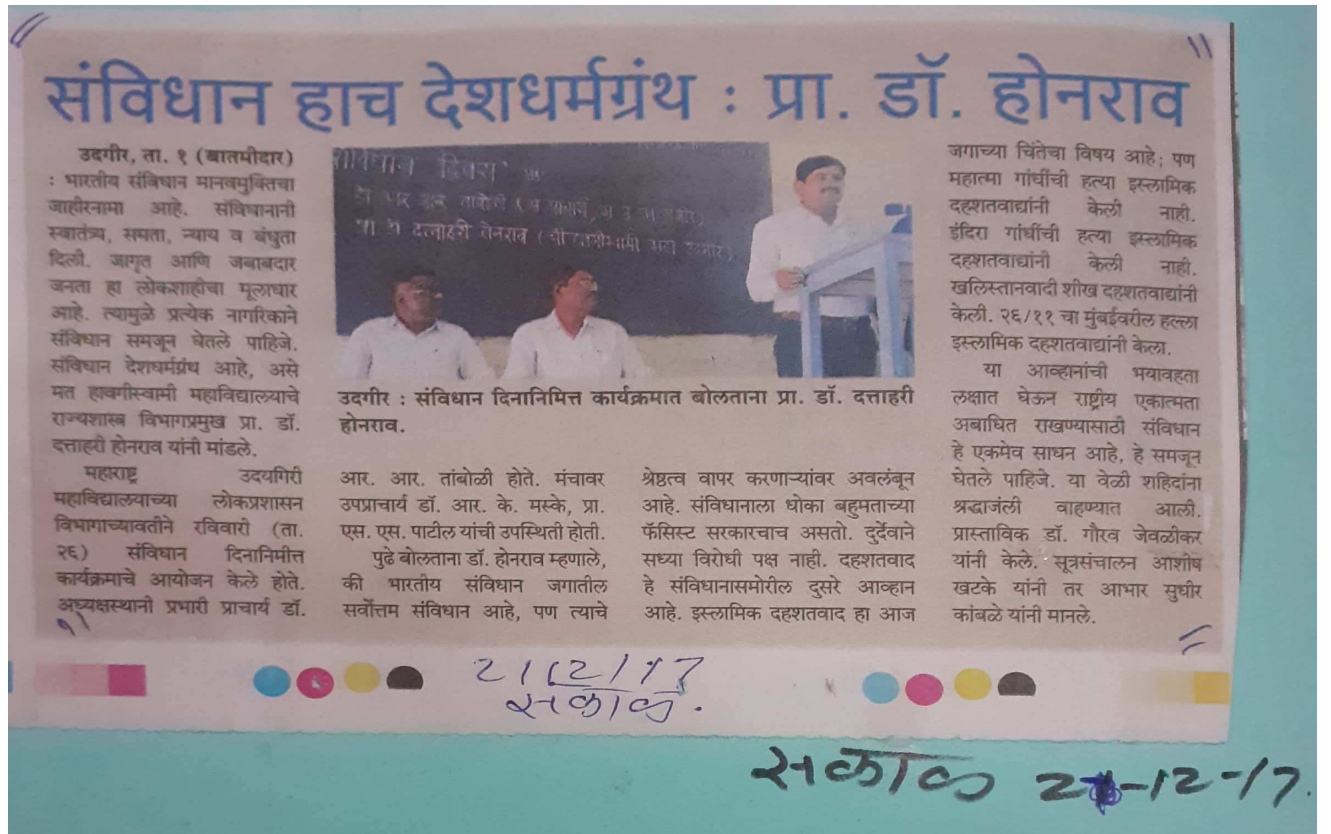 संविधान हाच देशधर्मग्रंथ : प्रा. डॉ. होनराव
उदगीर, ता. १ (बातमीदार)
: भारतीय संविधान मानवमुक्तिचा
जाहीरनामा आहे. संविधानानी
स्वातंत्र्य, समता, न्याय व बंधुता
दिली. जागृत आणि जबाबदार
जनता हा लोकशाहीचा मूलाधार
आहे. त्यामुळे प्रत्येक नागरिकाने
संविधान समजून घेतले पाहिजे.
संविधान देशधर्मग्रंथ आहे, असे
मत हावगीस्वामी महाविद्यालयाचे
राज्यशास्त्र विभागप्रमुख प्रा. डॉ.
दत्ताहरी होनराव यांनी मांडले.
महाराष्ट्र उदयगिरी
महाविद्यालयाच्या लोकप्रशासन
विभागाच्यावतीने रविवारी (ता.
२६) संविधान दिनानिमीत्त
कार्यक्रमाचे आयोजन केले होते.
अध्यक्षस्थानी प्रभारी प्राचार्य डॉ.
संविधान दिवस
उदगीर : संविधान दिनानिमित्त कार्यक्रमात बोलताना प्रा. डॉ. दत्ताहरी
होनराव.
आर. आर. तांबोळी होते. मंचावर
उपप्राचार्य डॉ. आर. के. मस्के, प्रा.
एस. एस. पाटील यांची उपस्थिती होती.
पुढे बोलताना डॉ. होनराव म्हणाले,
की भारतीय संविधान जगातील
सर्वोत्तम संविधान आहे, पण त्याचे
श्रेष्ठत्व वापर करणाऱ्यांवर अवलंबून
आहे. संविधानाला धोका बहुमताच्या
फॅसिस्ट सरकारचाच असतो. दुर्दैवाने
सध्या विरोधी पक्ष नाही. दहशतवाद
हे संविधानासमोरील दुसरे आव्हान
आहे. इस्लामिक दहशतवाद हा आज
जगाच्या चिंतेचा विषय आहे; पण
महात्मा गांधींची हत्या इस्लामिक
दहशतवाद्यांनी केली नाही.
इंदिरा गांधींची हत्या इस्लामिक
दहशतवाद्यांनी केली नाही.
खलिस्तानवादी शीख दहशतवाद्यांनी
केली. २६/११ चा मुंबईवरील हल्ला
इस्लामिक दहशतवाद्यांनी केला.
या आव्हानांची भयावहता
लक्षात घेऊन राष्ट्रीय एकात्मता
अबाधित राखण्यासाठी संविधान
हे एकमेव साधन आहे, हे समजून
घेतले पाहिजे. या वेळी शहिदांना
श्रद्धाजंली वाहण्यात आली.
प्रास्ताविक डॉ. गौरव जेवळीकर
यांनी केले. सूत्रसंचालन आशीष
खटके यांनी तर आभार सुधीर
कांबळे यांनी मानले.
2/12/17
सकाळ.
सकाळ 2-12-17.